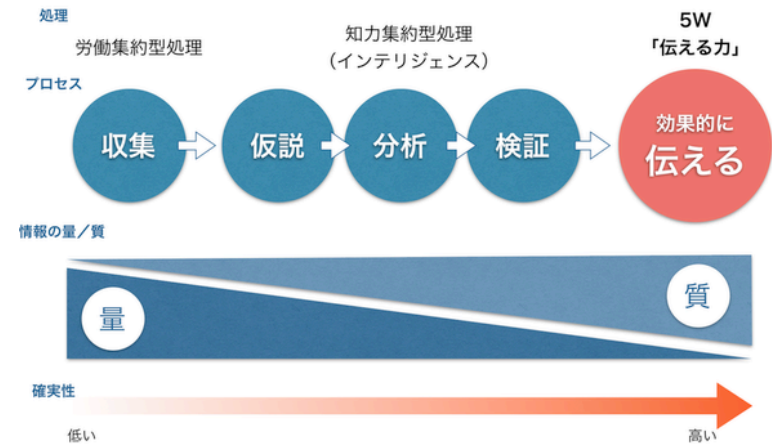 処理
労働集約型処理
知力集約型処理
（インテリジェンス）
5W
「伝える力」
プロセス
収集
仮説
分析
検証
効果的に
伝える
情報の量／質
量
質
確実性
低い
高い